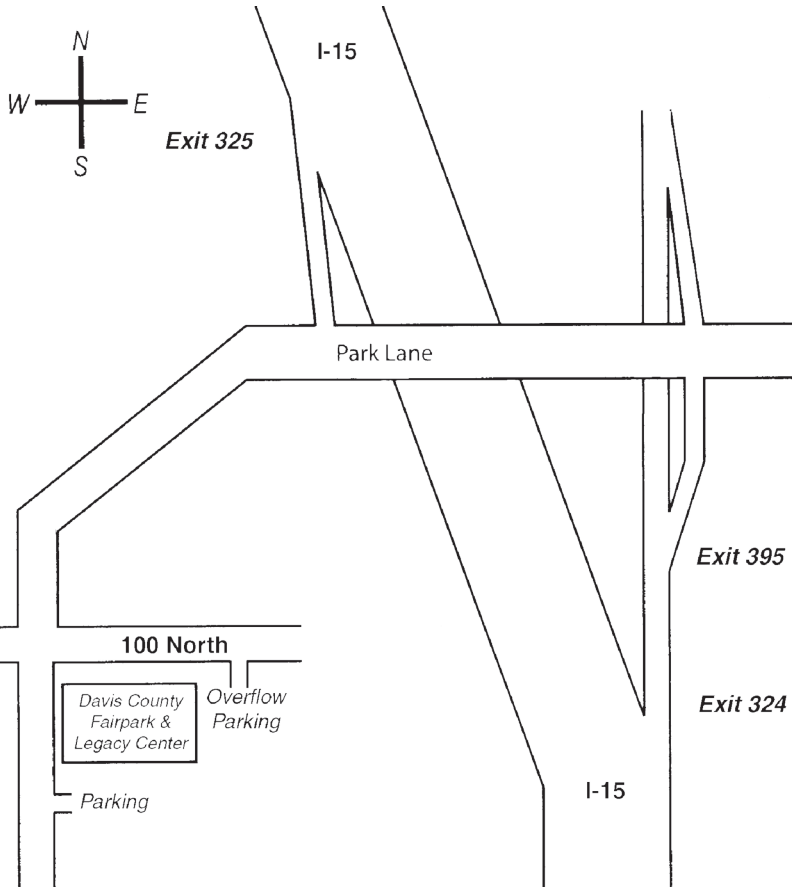 I-15
N
W
E
S
Exit 325
Park Lane
Exit 395
100 North
Davis County
Fairpark &
Legacy Center
Overflow
Parking
Exit 324
I-15
Parking